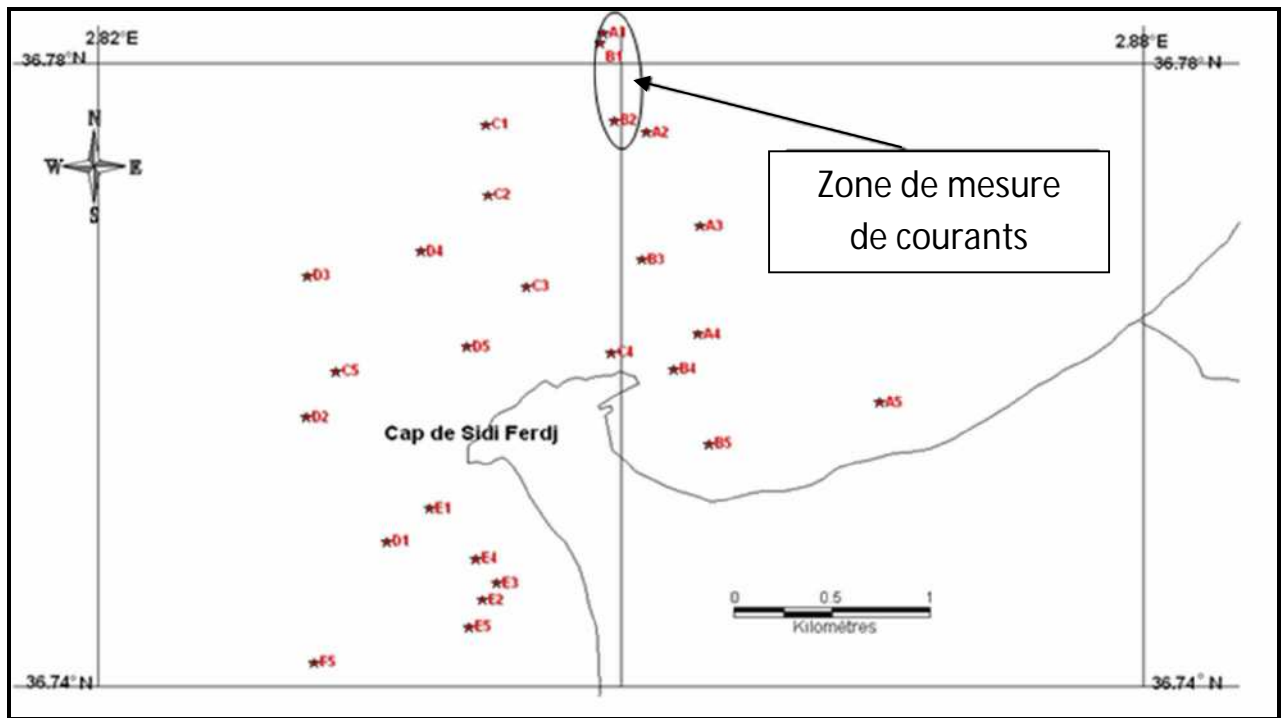 2.82°E
2.88°E
36.78°N
36.78°N
A1
B1
B2
A2
C1
N
W
E
S
Zone de mesure
de courants
C2
A3
D4
B3
D3
C3
A4
D5
C4
B4
C5
A5
D2
Cap de Sidi Ferdj
B5
E1
D1
E4
E3
E2
E5
0 0.5 1
Kilométres
F5
36.74°N
36.74°N